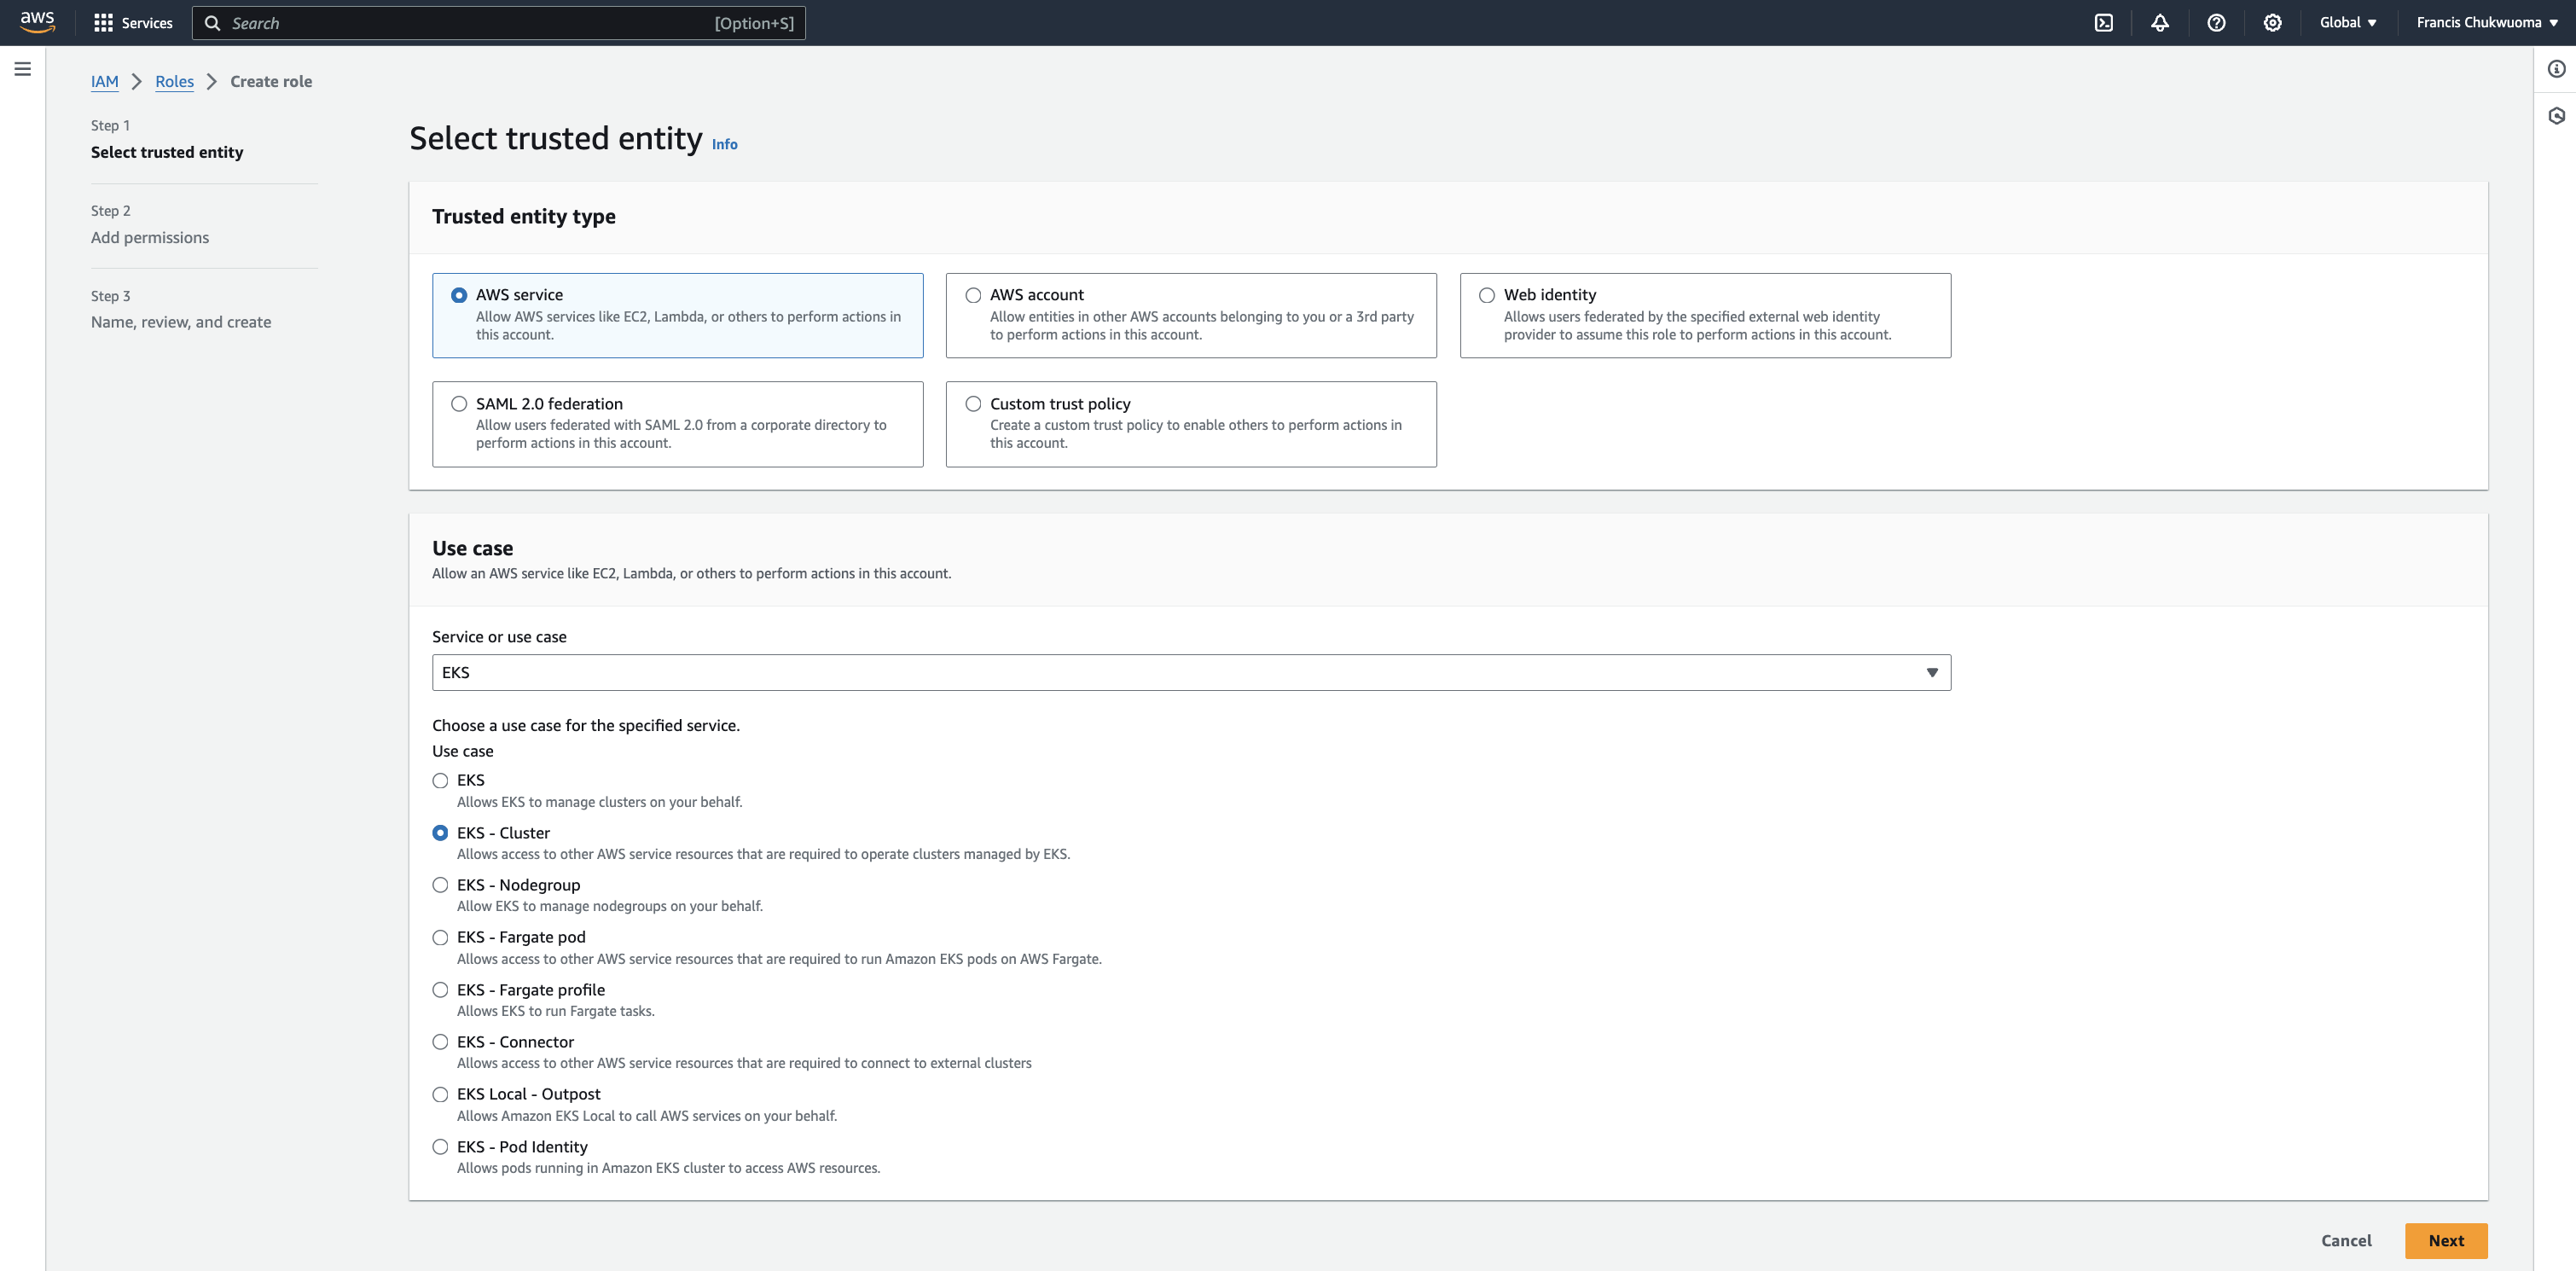 aws
Services
Search [Option+S]
Global
Francis Chukwuoma
IAM Roles Create role
Step 1
Select trusted entity
Step 2
Add permissions
Step 3
Name, review, and create
Select trusted entity Info
Trusted entity type
AWS service
Allow AWS services like EC2, Lambda, or others to perform actions in
this account.
AWS account
Allow entities in other AWS accounts belonging to you or a 3rd party
to perform actions in this account.
Web identity
Allows users federated by the specified external web identity
provider to assume this role to perform actions in this account.
SAML 2.0 federation
Allow users federated with SAML 2.0 from a corporate directory to
perform actions in this account.
Custom trust policy
Create a custom trust policy to enable others to perform actions in
this account.
Use case
Allow an AWS service like EC2, Lambda, or others to perform actions in this account.
Service or use case
EKS
Choose a use case for the specified service.
Use case
EKS
Allows EKS to manage clusters on your behalf.
EKS - Cluster
Allows access to other AWS service resources that are required to operate clusters managed by EKS.
EKS - Nodegroup
Allow EKS to manage nodegroups on your behalf.
EKS - Fargate pod
Allows access to other AWS service resources that are required to run Amazon EKS pods on AWS Fargate.
EKS - Fargate profile
Allows EKS to run Fargate tasks.
EKS - Connector
Allows access to other AWS service resources that are required to connect to external clusters
EKS Local - Outpost
Allows Amazon EKS Local to call AWS services on your behalf.
EKS - Pod Identity
Allows pods running in Amazon EKS cluster to access AWS resources.
Cancel
Next